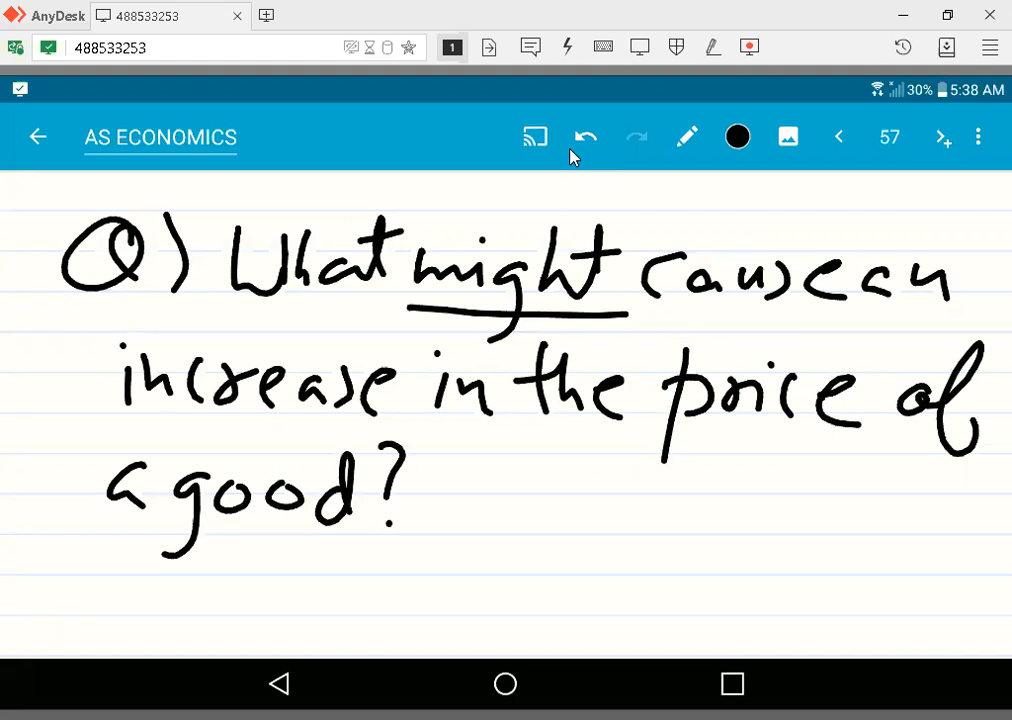 AnyDesk 488533253
488533253 1
30% 5:38 AM
AS ECONOMICS 57
Q) What might cause an
increase in the price of
a good?